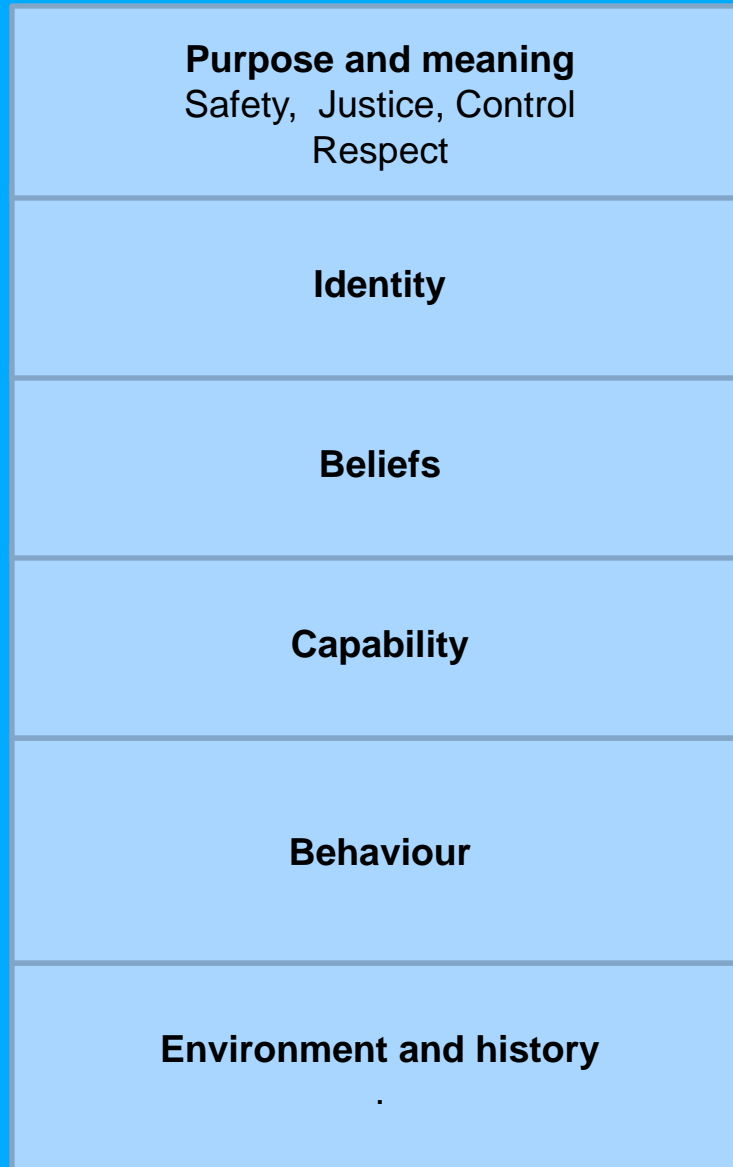 Purpose and meaning
Safety,  Justice, Control
Respect
Identity
Beliefs
Capability
Behaviour
Environment and history
.